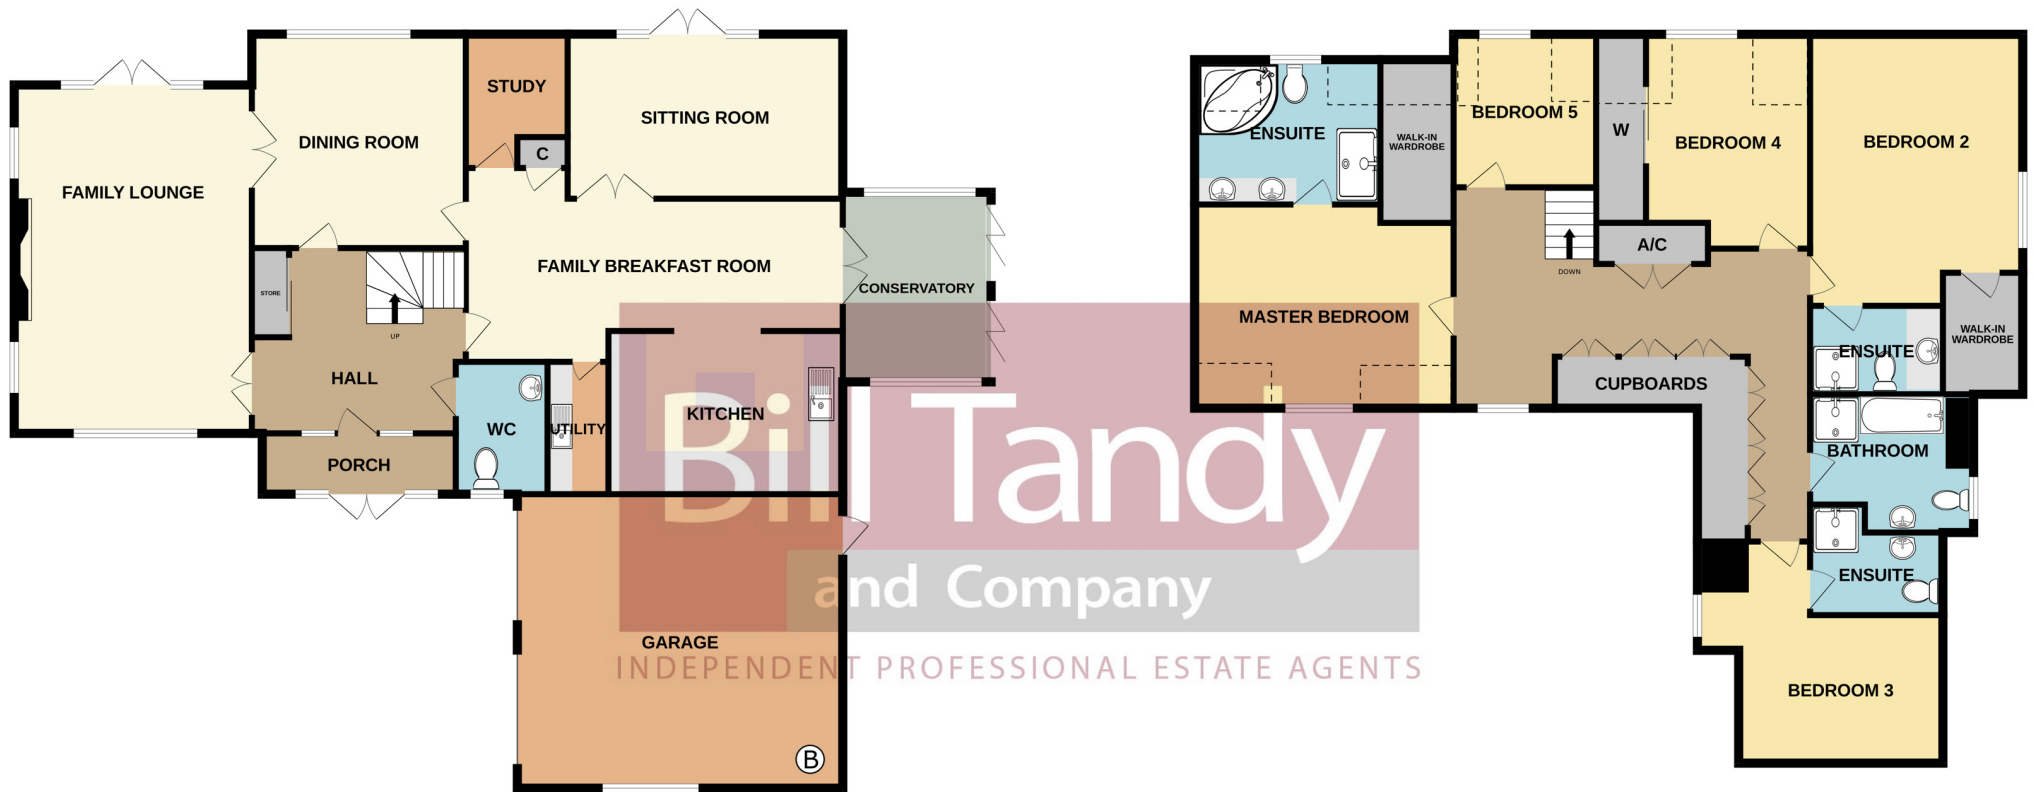 FAMILY LOUNGE
DINING ROOM
STUDY
C
SITTING ROOM
FAMILY BREAKFAST ROOM
CONSERVATORY
STORE
UP
HALL
PORCH
WC
UTILITY
KITCHEN
GARAGE
B
ENSUITE
WALK-IN
WARDROBE
BEDROOM 5
W
BEDROOM 4
BEDROOM 2
A/C
DOWN
MASTER BEDROOM
CUPBOARDS
ENSUITE
WALK-IN
WARDROBE
BATHROOM
ENSUITE
BEDROOM 3
Bill Tandy
and Company
INDEPENDENT PROFESSIONAL ESTATE AGENTS